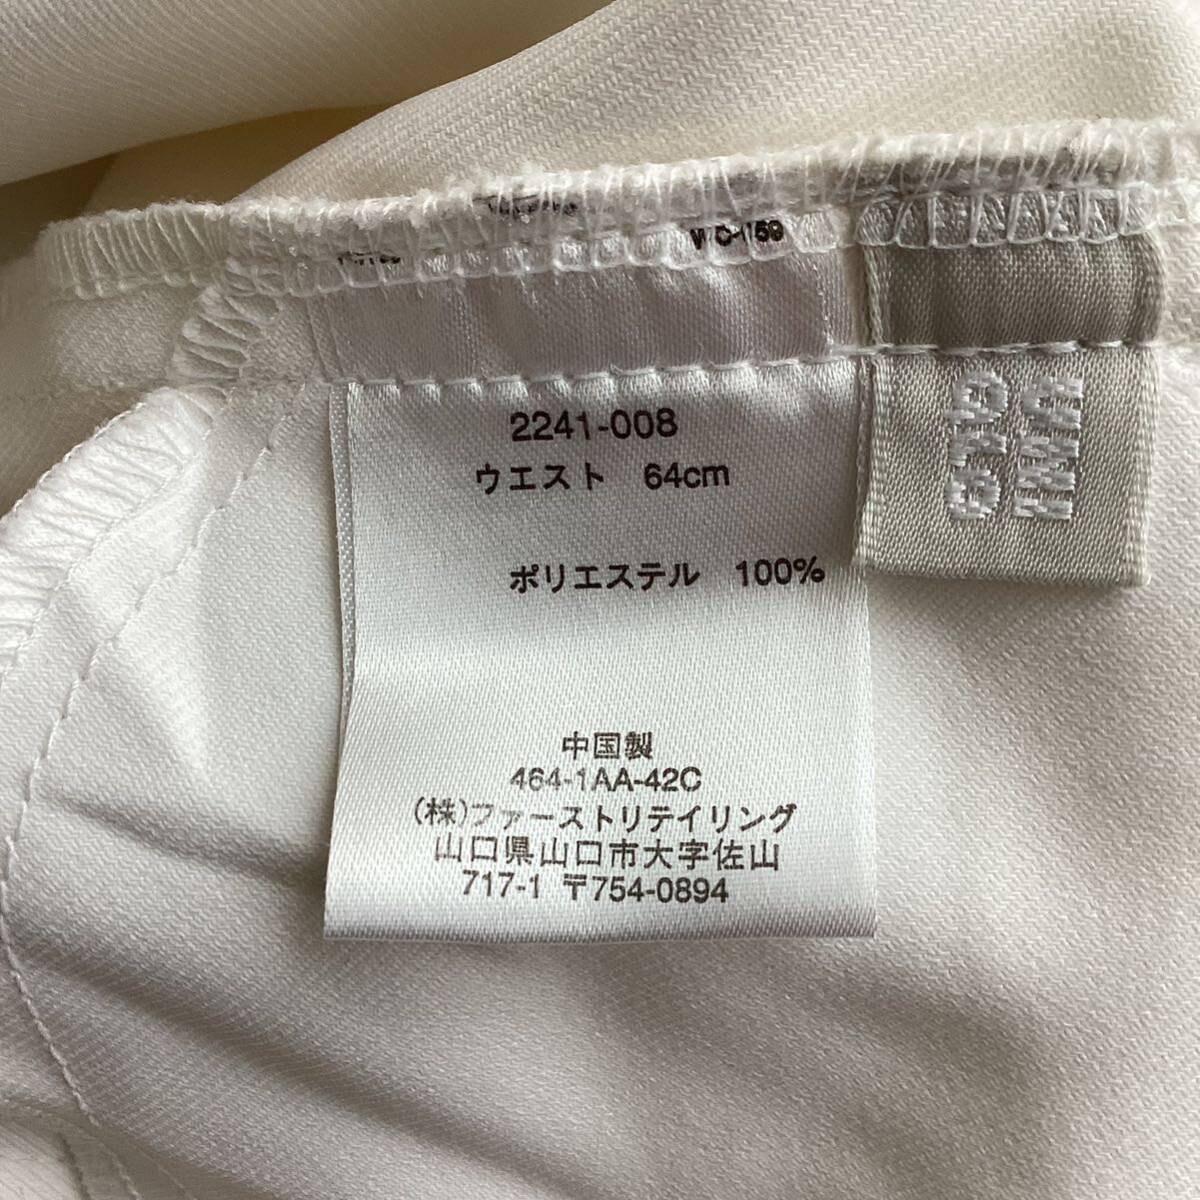 2241-008
ウエスト 64cm
ポリエステル 100%
中国製
464-1AA-42C
(株)ファーストリテイリング
山口県山口市大字佐山
717-1 〒754-0894